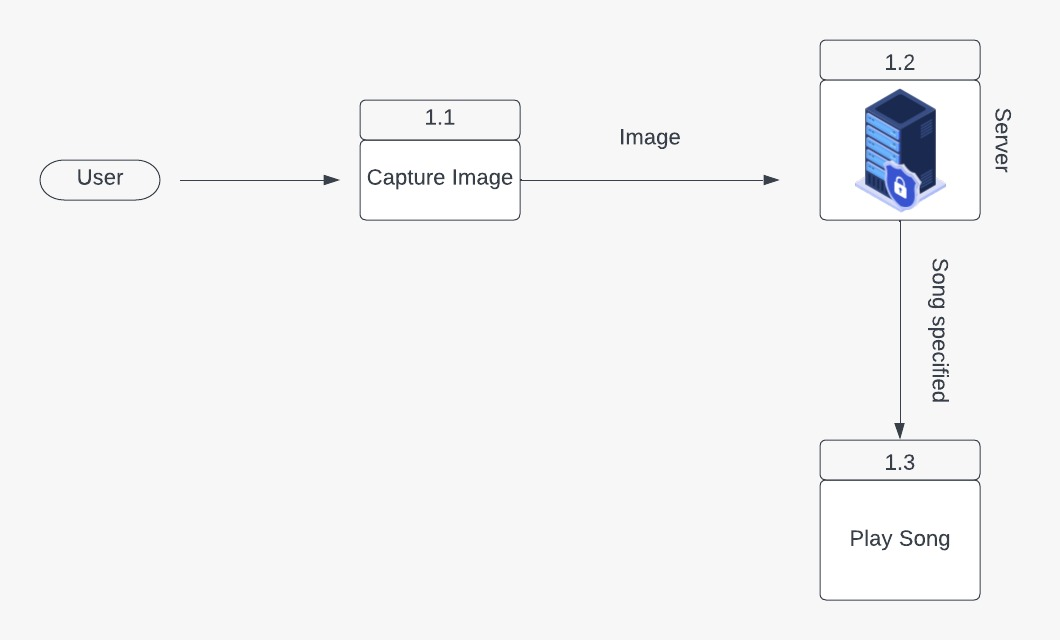 User
1.1
Capture Image
Image
1.2
Server
Song specified
1.3
Play Song